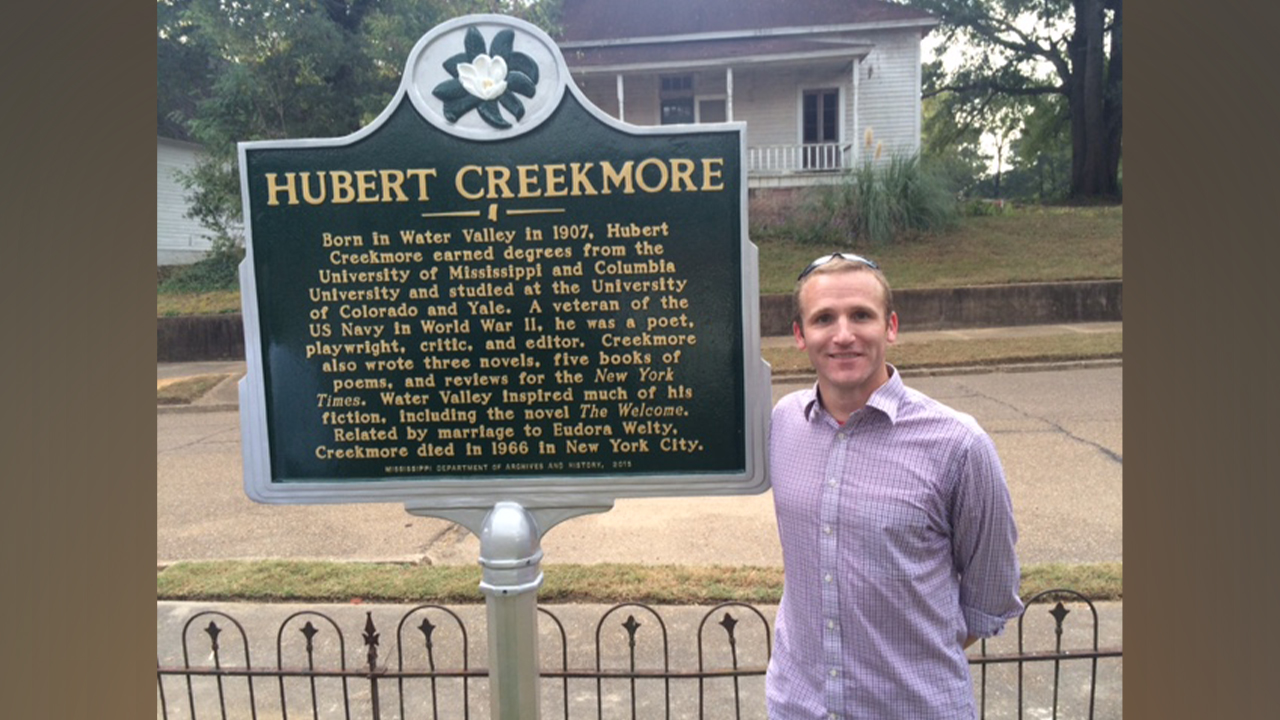 HUBERT CREEKMORE
Born in Water Valley in 1907, Hubert
Creekmore earned degrees from the
University of Mississippi and Columbia
University and studied at the University
of Colorado and Yale. A veteran of the
US Navy in World War II, he was a poet,
playwright, critic, and editor. Creekmore
also wrote three novels, five books of
poems, and reviews for the New York
Times. Water Valley inspired much of his
fiction, including the novel The Welcome.
Related by marriage to Eudora Welty,
Creekmore died in 1966 in New York City.
MISSISSIPPI DEPARTMENT OF ARCHIVES AND HISTORY, 2015